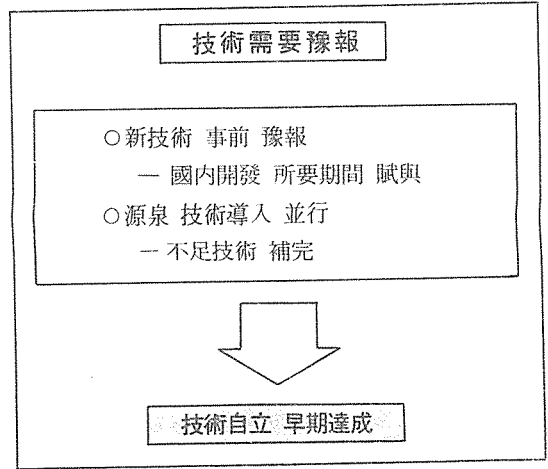 技術需要豫報
○新技術 事前 豫報
― 國內開發 所要期間 賦與
○源泉 技術導入 並行
― 不足技術 補完
技術自立 早期達成